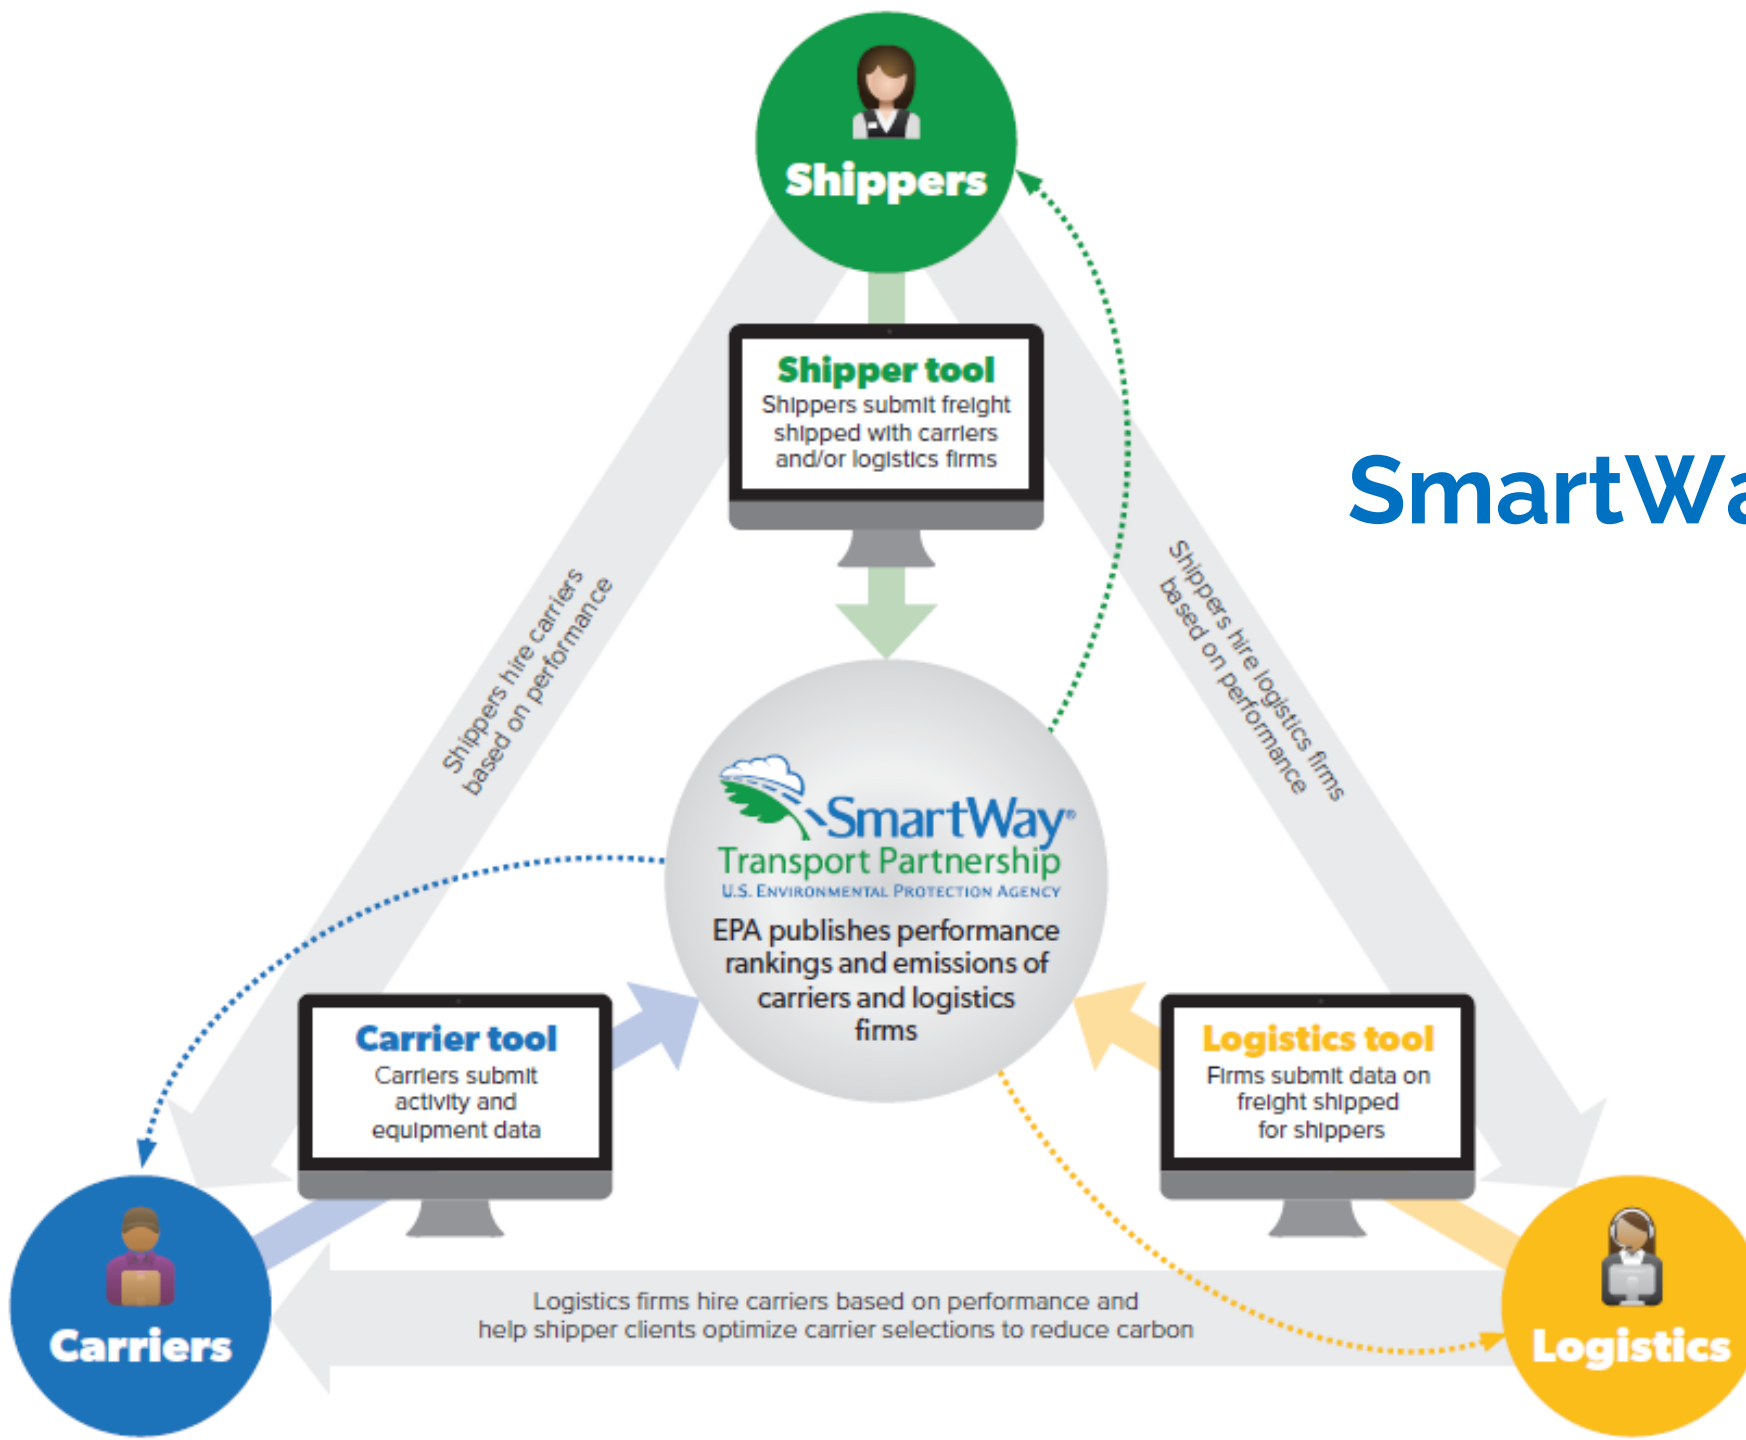 Shippers
Shipper tool
Shippers submit freight
shipped with carriers
and/or logistics firms
SmartWa
Shippers hire carriers
based on performance
Shippers hire logistics firms
based on performance
SmartWay®
Transport Partnership
U.S. ENVIRONMENTAL PROTECTION AGENCY
EPA publishes performance
rankings and emissions of
carriers and logistics
firms
Carrier tool
Carriers submit
activity and
equipment data
Logistics tool
Firms submit data on
freight shipped
for shippers
Carriers
Logistics firms hire carriers based on performance and
help shipper clients optimize carrier selections to reduce carbon
Logistics